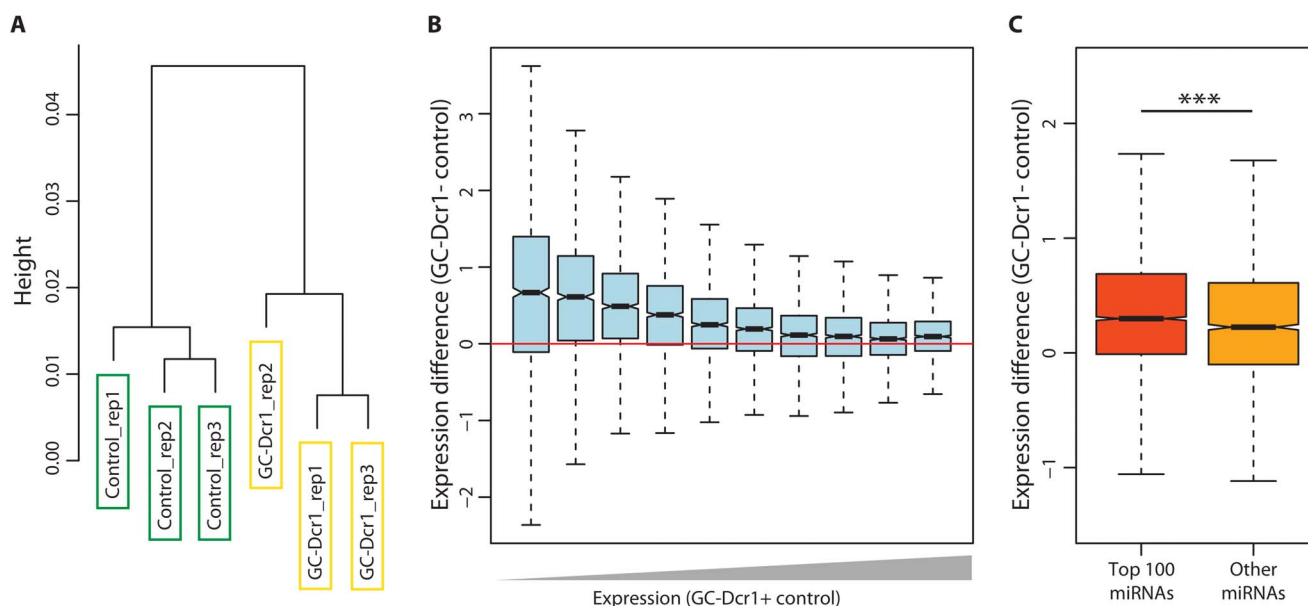 A
Height
0.04
0.03
0.02
0.01
0.00
Control_rep1
Control_rep2
Control_rep3
GC-Dcr1_rep2
GC-Dcr1_rep1
GC-Dcr1_rep3
B
Expression difference (GC-Dcr1- control)
3
2
1
0
−1
−2
Expression (GC-Dcr1+ control)
C
Expression difference (GC-Dcr1- control)
2
1
0
−1
***
Top 100
miRNAs
Other
miRNAs